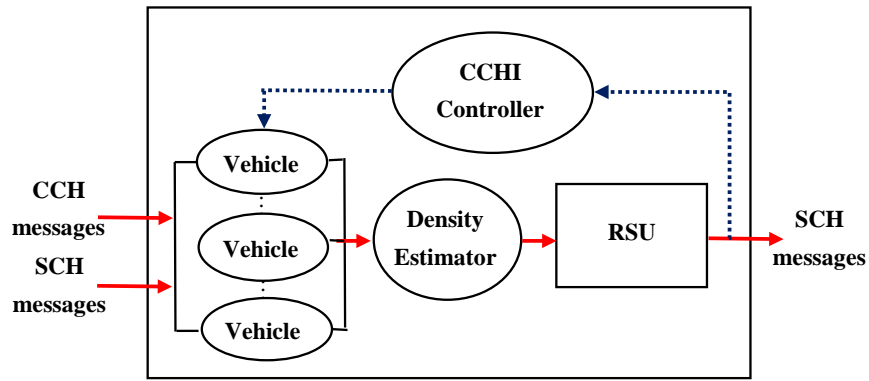 CCHI
Controller
Vehicle
CCH
messages
Vehicle
Density
Estimator
RSU
SCH
messages
SCH
messages
Vehicle